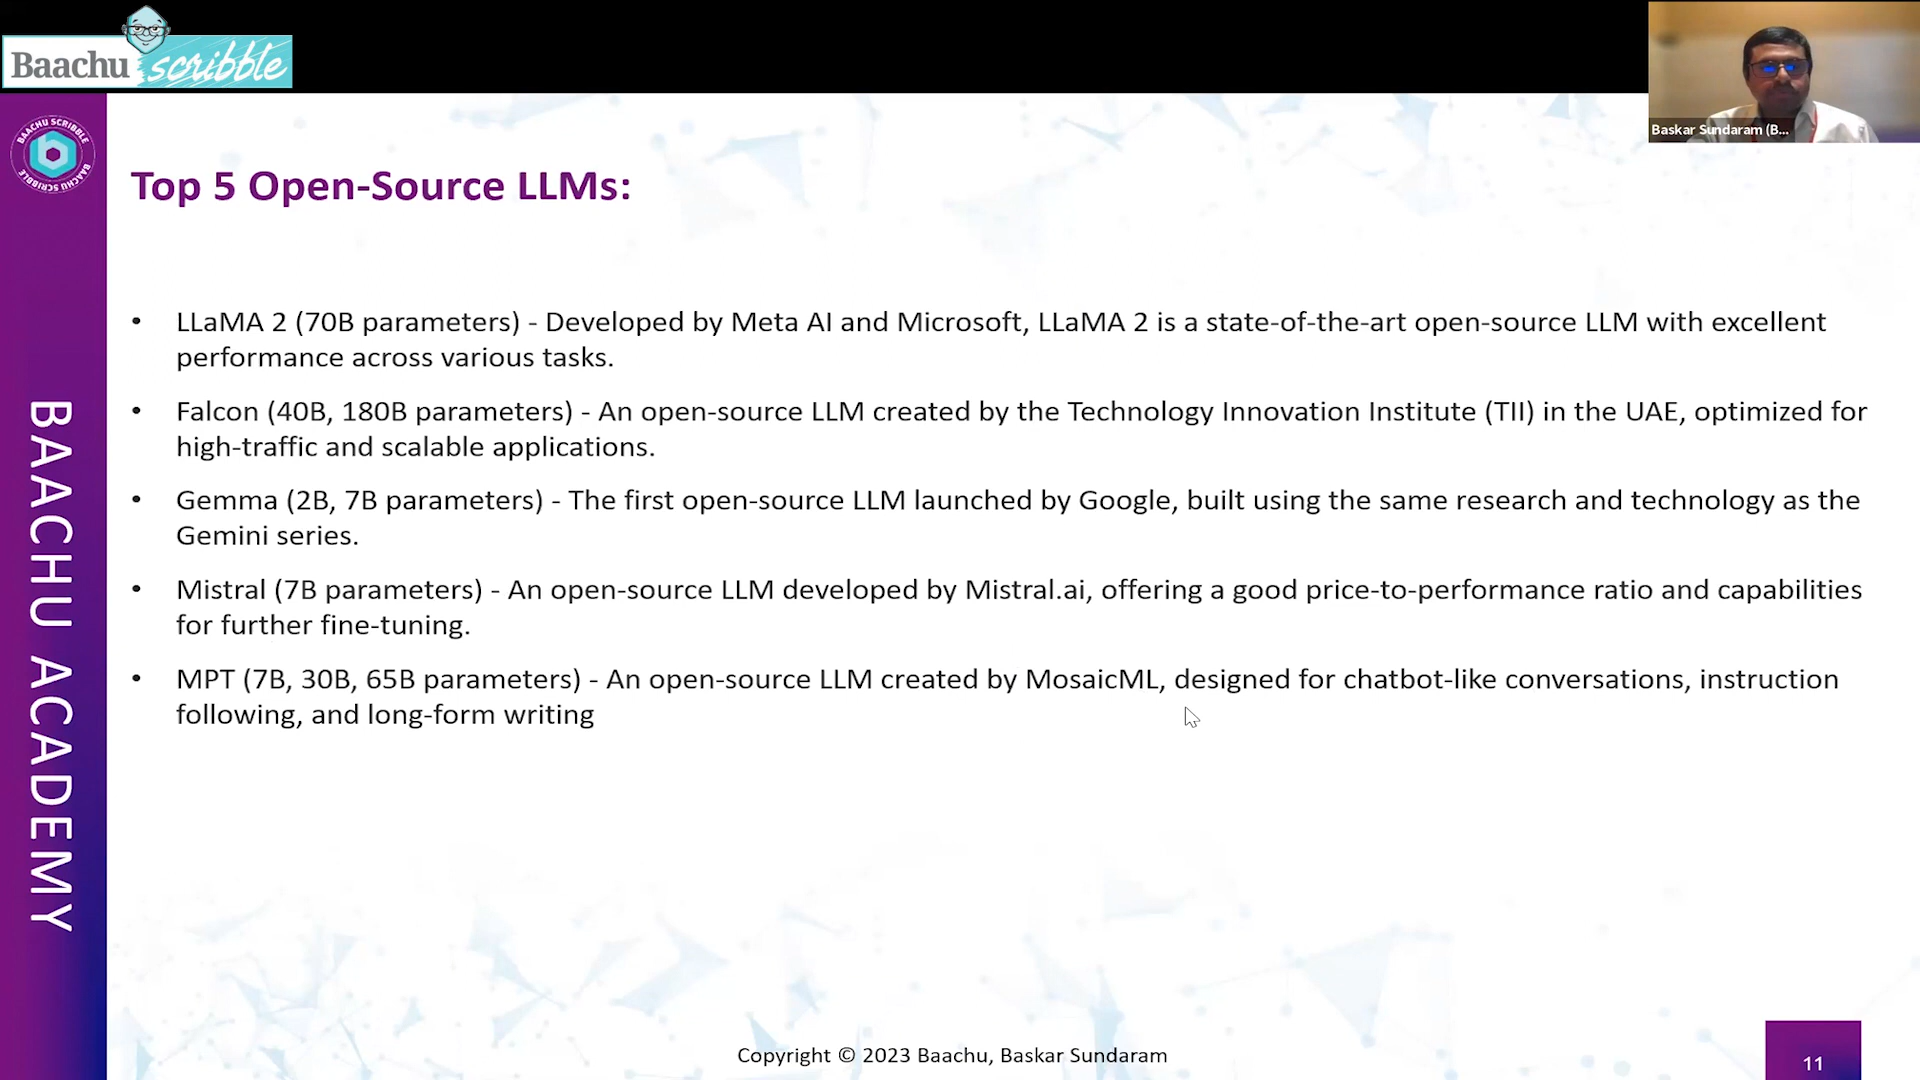 Baachu scribble
Baskar Sundaram (B...
BAACHU SCRIBBLE
BAACHU SCRIBBLE
BAACHU ACADEMY
Top 5 Open-Source LLMs:
• LLaMA 2 (70B parameters) - Developed by Meta AI and Microsoft, LLaMA 2 is a state-of-the-art open-source LLM with excellent
performance across various tasks.
• Falcon (40B, 180B parameters) - An open-source LLM created by the Technology Innovation Institute (TII) in the UAE, optimized for
high-traffic and scalable applications.
• Gemma (2B, 7B parameters) - The first open-source LLM launched by Google, built using the same research and technology as the
Gemini series.
• Mistral (7B parameters) - An open-source LLM developed by Mistral.ai, offering a good price-to-performance ratio and capabilities
for further fine-tuning.
• MPT (7B, 30B, 65B parameters) - An open-source LLM created by MosaicML, designed for chatbot-like conversations, instruction
following, and long-form writing
Copyright © 2023 Baachu, Baskar Sundaram
11